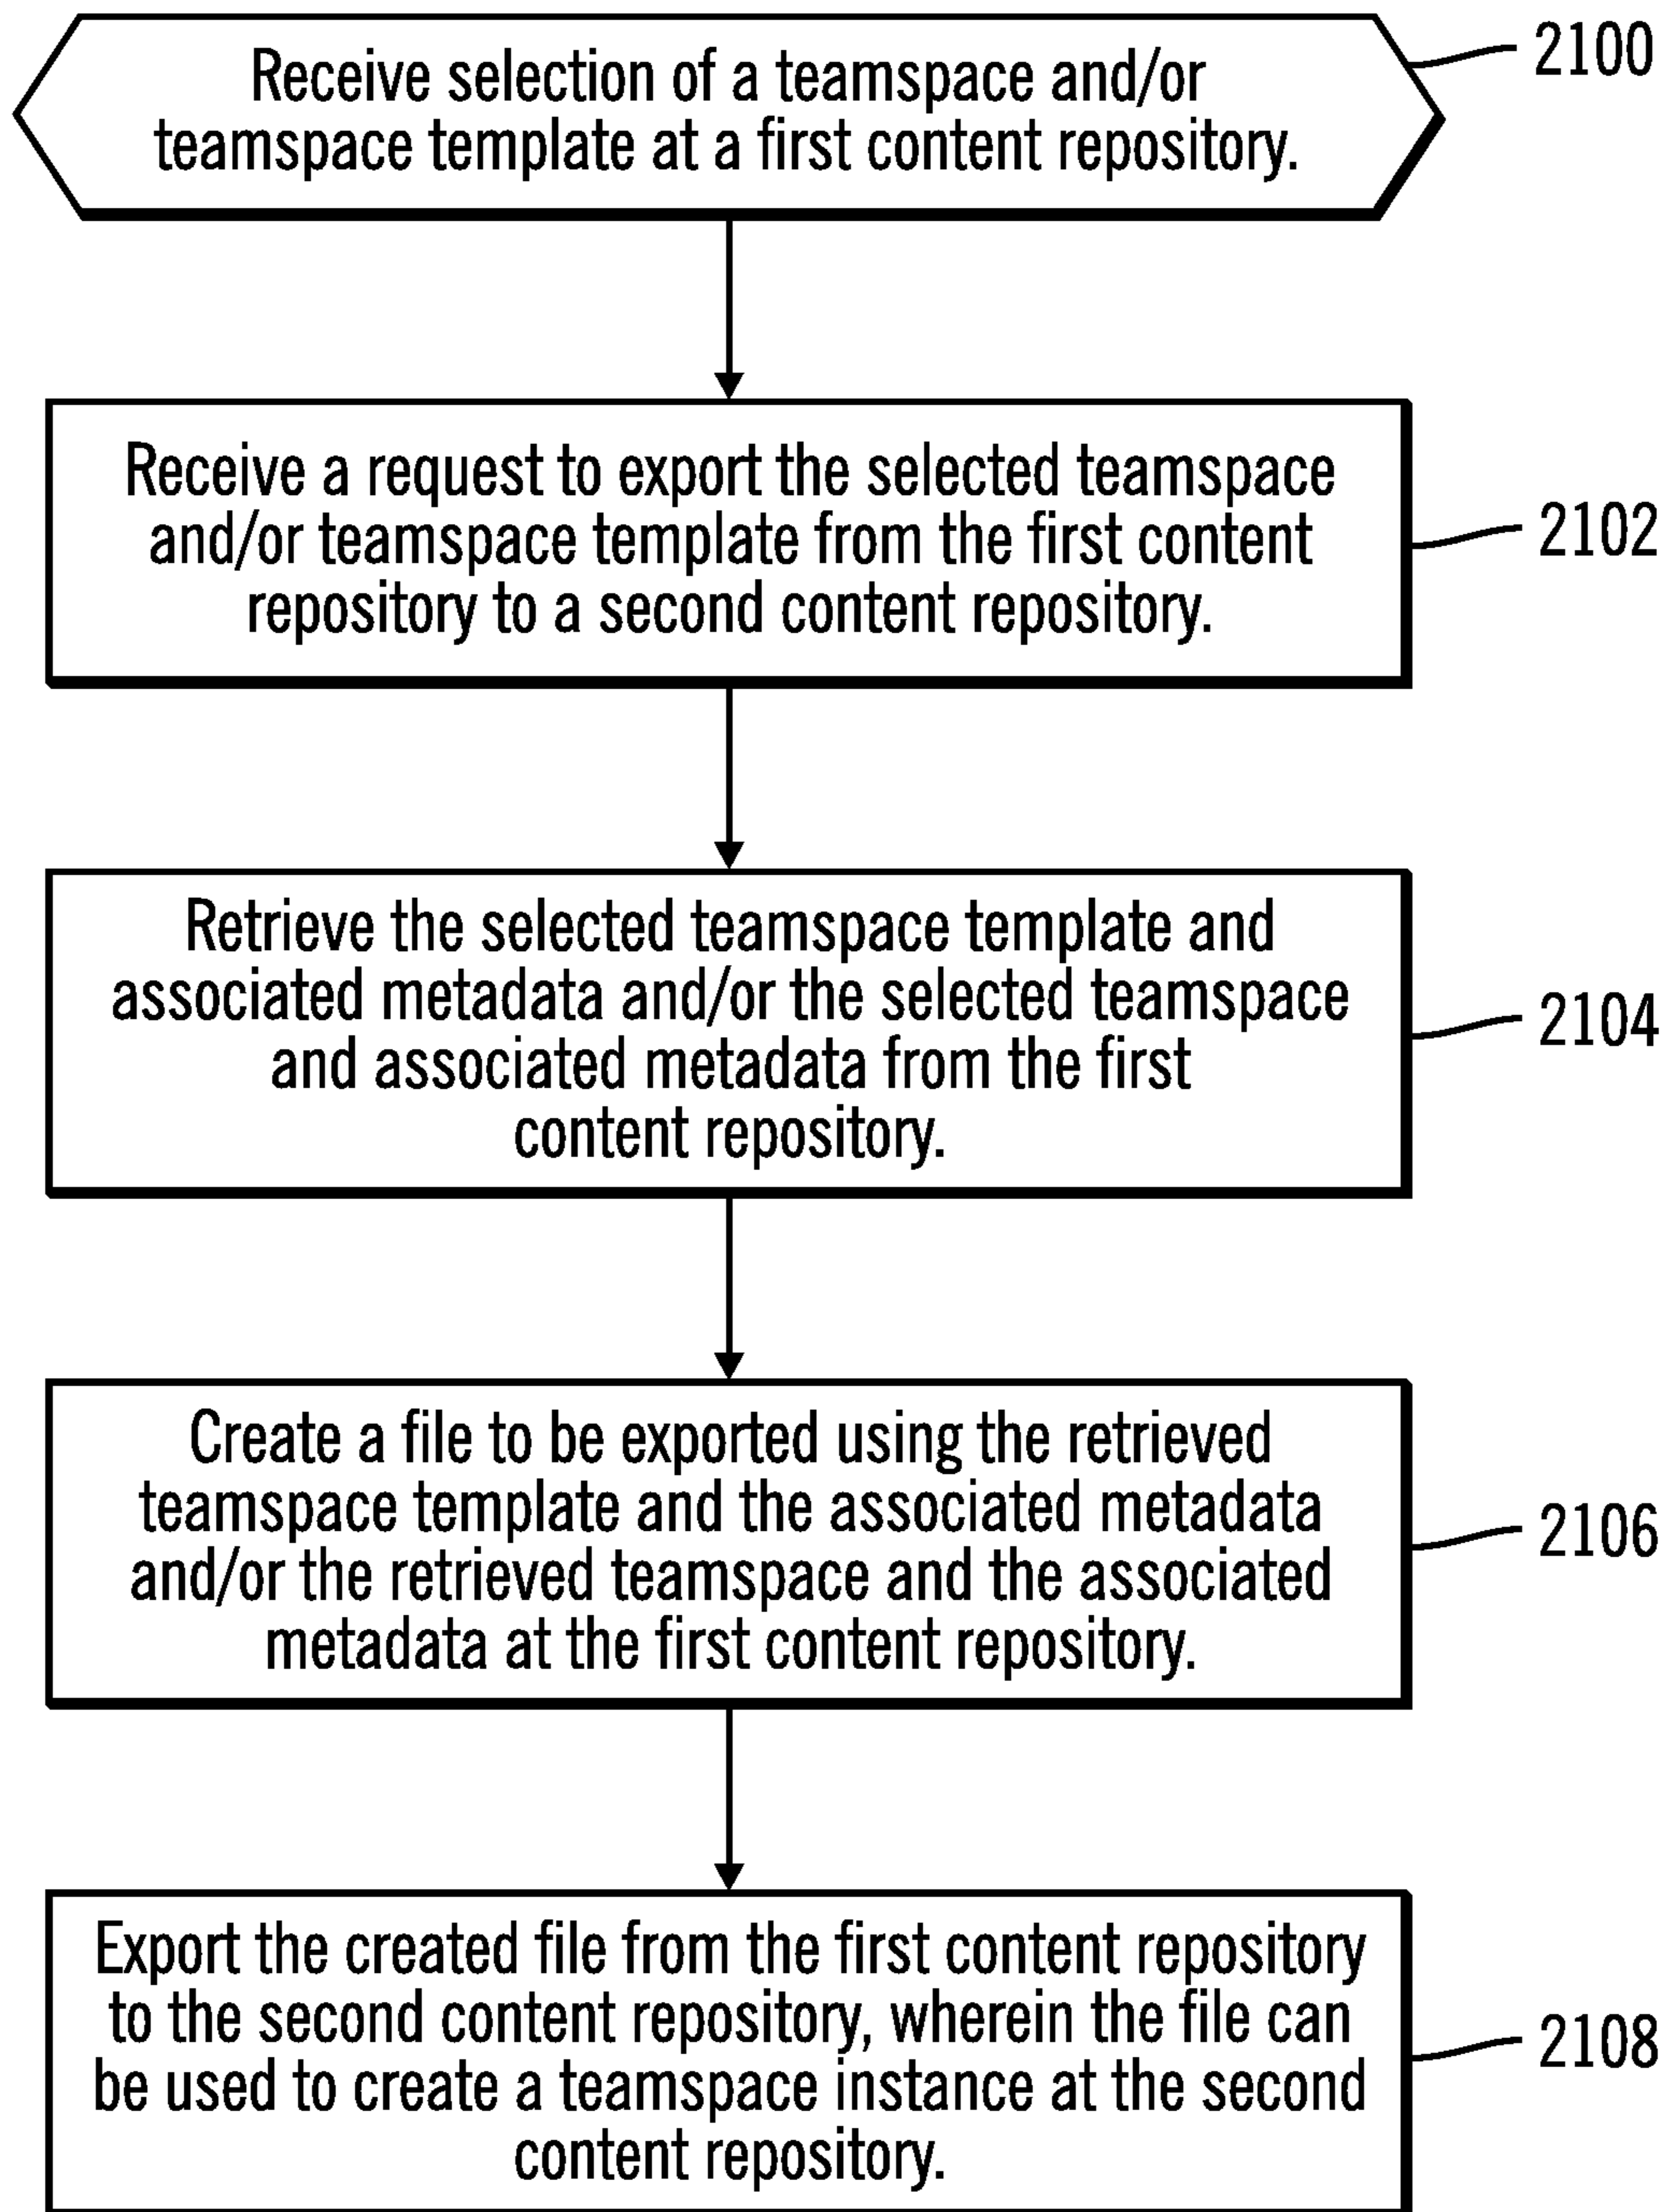 Receive selection of a teamspace and/or
teamspace template at a first content repository.
2100
Receive a request to export the selected teamspace
and/or teamspace template from the first content
repository to a second content repository.
2102
Retrieve the selected teamspace template and
associated metadata and/or the selected teamspace
and associated metadata from the first
content repository.
2104
Create a file to be exported using the retrieved
teamspace template and the associated metadata
and/or the retrieved teamspace and the associated
metadata at the first content repository.
2106
Export the created file from the first content repository
to the second content repository, wherein the file can
be used to create a teamspace instance at the second
content repository.
2108